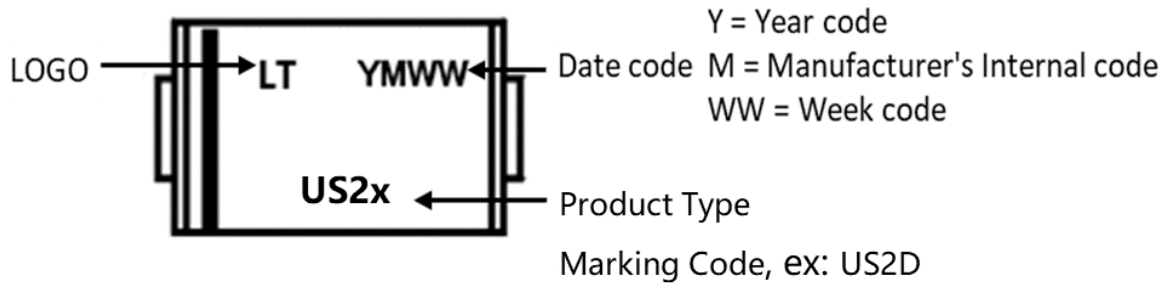 Y = Year code
LOGO LT YMWW Date code M = Manufacturer's Internal code
WW = Week code
US2x
Product Type
Marking Code, ex: US2D